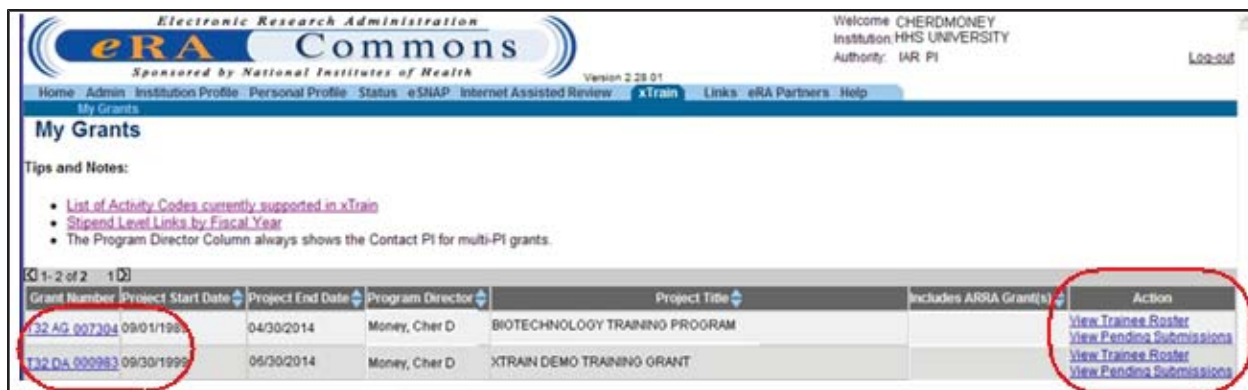 Electronic Research Administration
eRA Commons
Sponsored by National Institutes of Health
Version 2.28.01
Welcome CHERDMONEY
Institution: HHS UNIVERSITY
Authority: IAR PI
Log-out
Home Admin Institution Profile Personal Profile Status eSNAP Internet Assisted Review xTrain Links eRA Partners Help
My Grants
My Grants
Tips and Notes:
• List of Activity Codes currently supported in xTrain
• Stipend Level Links by Fiscal Year
• The Program Director Column always shows the Contact PI for multi-PI grants.
1- 2 of 2 1
Grant Number Project Start Date Project End Date Program Director Project Title Includes ARRA Grant(s) Action
T32 AG 007304 04/30/2014 Money, Cher D BIOTECHNOLOGY TRAINING PROGRAM View Trainee Roster
View Pending Submissions
T32 DA 000983 09/30/1999 06/30/2014 Money, Cher D XTRAIN DEMO TRAINING GRANT View Trainee Roster
View Pending Submissions